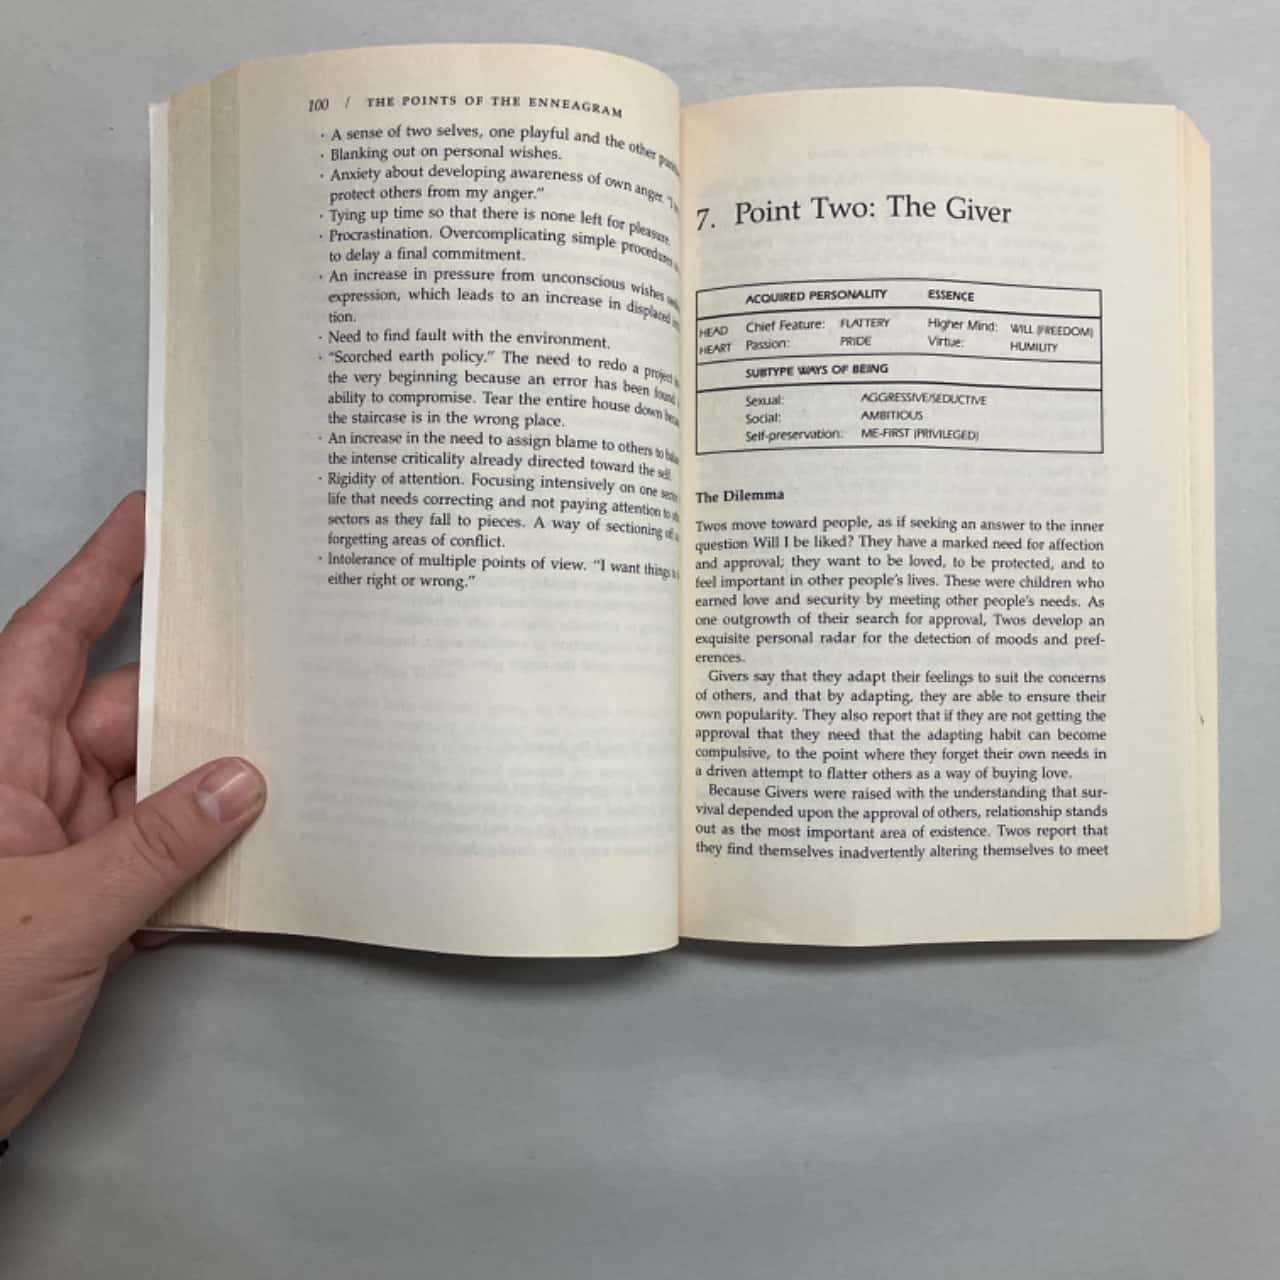 100 / THE POINTS OF THE ENNEAGRAM
· A sense of two selves, one playful and the other
· Blanking out on personal wishes.
· Anxiety about developing awareness of own anger.
protect others from my anger.”
· Tying up time so that there is none left for pleasure.
· Procrastination. Overcomplicating simple procedures
to delay a final commitment.
· An increase in pressure from unconscious wishes
expression, which leads to an increase in displaced
tion.
· Need to find fault with the environment.
· “Scorched earth policy.” The need to redo a project
the very beginning because an error has been found
ability to compromise. Tear the entire house down
the staircase is in the wrong place.
· An increase in the need to assign blame to others to
the intense criticality already directed toward the self.
· Rigidity of attention. Focusing intensively on one
life that needs correcting and not paying attention to
sectors as they fall to pieces. A way of sectioning
forgetting areas of conflict.
· Intolerance of multiple points of view. “I want things
either right or wrong.”
7. Point Two: The Giver
ACQUIRED PERSONALITY ESSENCE
HEAD Chief Feature: FLATTERY Higher Mind: WILL (FREEDOM)
HEART Passion: PRIDE Virtue: HUMILITY
SUBTYPE WAYS OF BEING
Sexual: AGGRESSIVE/SEDUCTIVE
Social: AMBITIOUS
Self-preservation: ME-FIRST (PRIVILEGED)
The Dilemma
Twos move toward people, as if seeking an answer to the inner
question Will I be liked? They have a marked need for affection
and approval; they want to be loved, to be protected, and to
feel important in other people’s lives. These were children who
earned love and security by meeting other people’s needs. As
one outgrowth of their search for approval, Twos develop an
exquisite personal radar for the detection of moods and pref-
erences.
Givers say that they adapt their feelings to suit the concerns
of others, and that by adapting, they are able to ensure their
own popularity. They also report that if they are not getting the
approval that they need that the adapting habit can become
compulsive, to the point where they forget their own needs in
a driven attempt to flatter others as a way of buying love.
Because Givers were raised with the understanding that sur-
vival depended upon the approval of others, relationship stands
out as the most important area of existence. Twos report that
they find themselves inadvertently altering themselves to meet